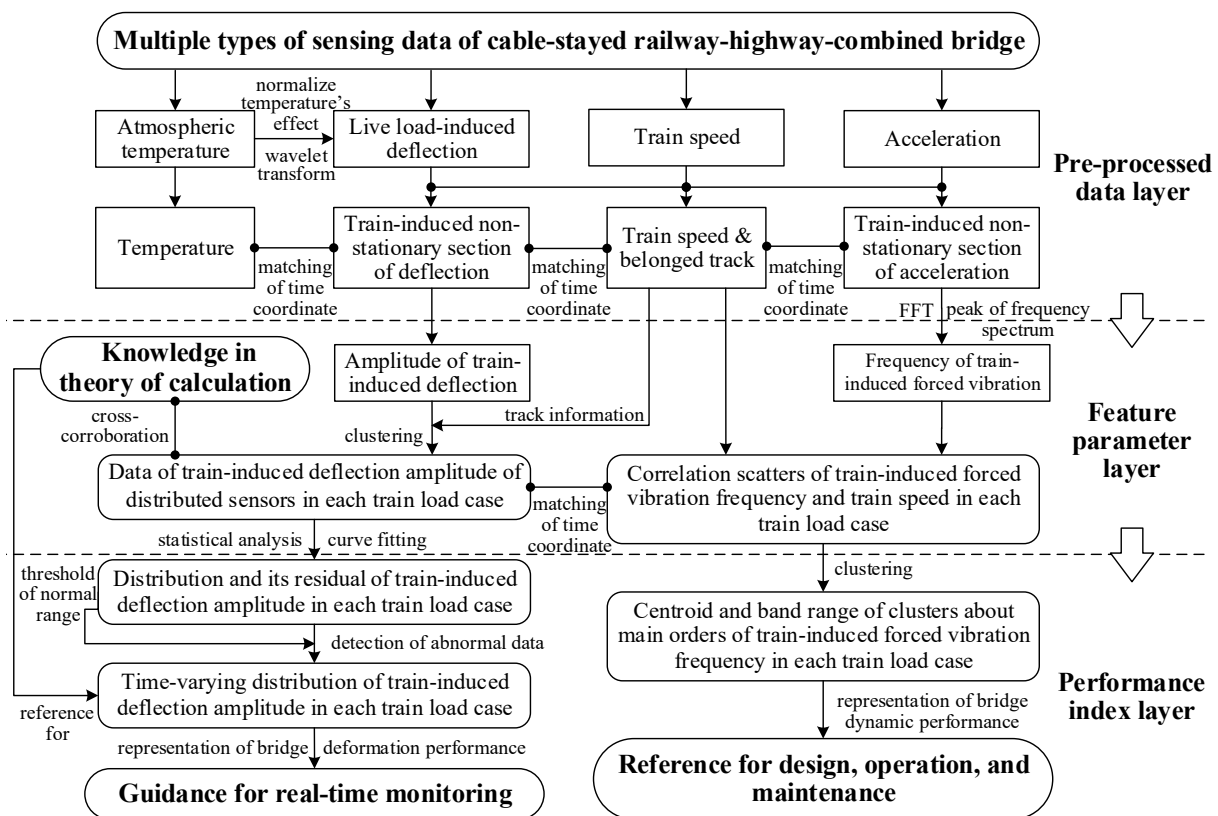 Multiple types of sensing data of cable-stayed railway-highway-combined bridge
normalize
temperature's
effect
wavelet
transform
Atmospheric
temperature
Live load-induced
deflection
Train speed
Acceleration
Pre-processed
data layer
Temperature
Train-induced non-
stationary section
of deflection
Train speed &
belonged track
Train-induced non-
stationary section
of acceleration
matching
of time
coordinate
matching
of time
coordinate
matching
of time
coordinate
FFT
peak of frequency
spectrum
Knowledge in
theory of calculation
Amplitude of train-
induced deflection
Frequency of train-
induced forced vibration
cross-
corroboration
track information
clustering
Feature
parameter
layer
Data of train-induced deflection amplitude of
distributed sensors in each train load case
matching
of time
coordinate
Correlation scatters of train-induced forced
vibration frequency and train speed in each
train load case
statistical analysis
curve fitting
threshold
of normal
range
Distribution and its residual of train-induced
deflection amplitude in each train load case
clustering
detection of abnormal data
Centroid and band range of clusters about
main orders of train-induced forced vibration
frequency in each train load case
Time-varying distribution of train-induced
deflection amplitude in each train load case
reference
for
Performance
index layer
representation of bridge
deformation performance
representation of bridge
dynamic performance
Guidance for real-time monitoring
Reference for design, operation, and
maintenance